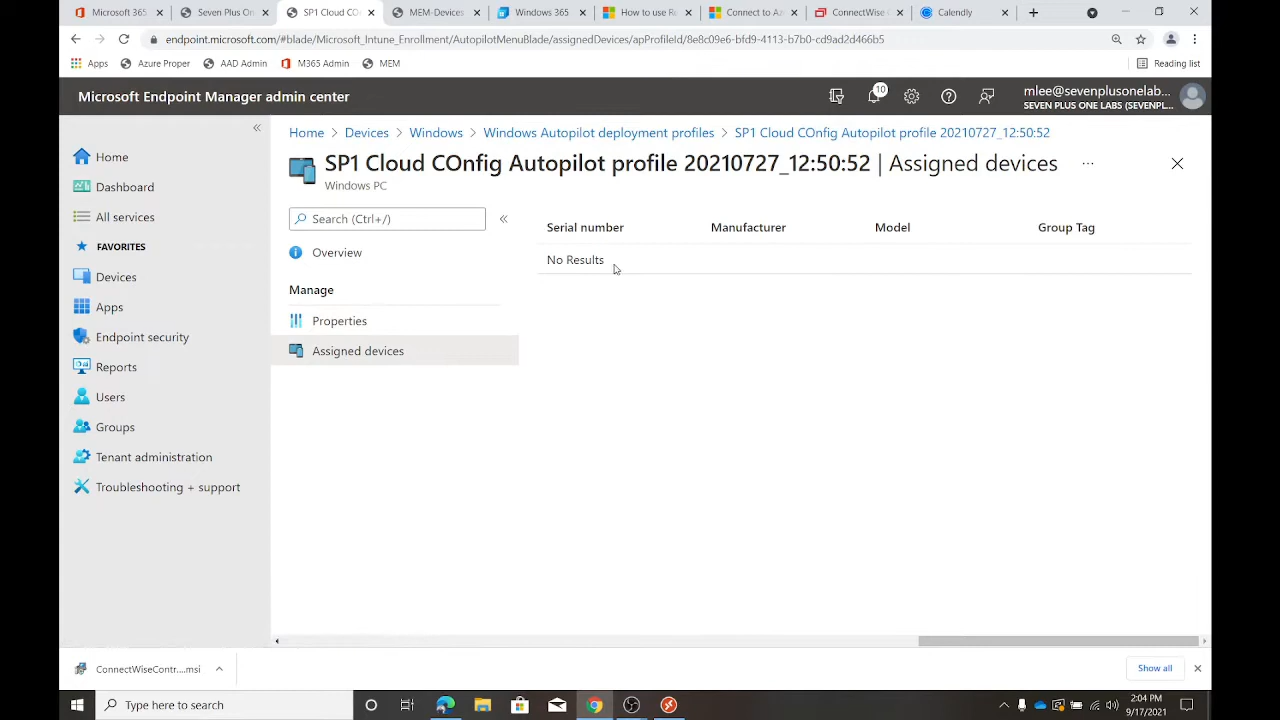 Microsoft 365
Seven Plus On
SP1 Cloud CO
MEM-Devices
Windows 365
How to use Re
Connect to Az
ConnectWise C
Calendly
endpoint.microsoft.com/#blade/Microsoft_Intune_Enrollment/AutopilotMenuBlade/assignedDevices/apProfileId/8e8c09e6-bfd9-4113-b7b0-cd9ad2d466b5
Apps
Azure Proper
AAD Admin
M365 Admin
MEM
Reading list
Microsoft Endpoint Manager admin center
10
mlee@sevenplusonelab...
SEVEN PLUS ONE LABS (SEVENPL...
Home > Devices > Windows > Windows Autopilot deployment profiles > SP1 Cloud COnfig Autopilot profile 20210727_12:50:52
SP1 Cloud COnfig Autopilot profile 20210727_12:50:52 | Assigned devices ...
Windows PC
Home
Dashboard
All services
FAVORITES
Devices
Apps
Endpoint security
Reports
Users
Groups
Tenant administration
Troubleshooting + support
Search (Ctrl+/)
Overview
Manage
Properties
Assigned devices
Serial number Manufacturer Model Group Tag
No Results
ConnectWiseContr....msi
Show all
Type here to search
2:04 PM
9/17/2021